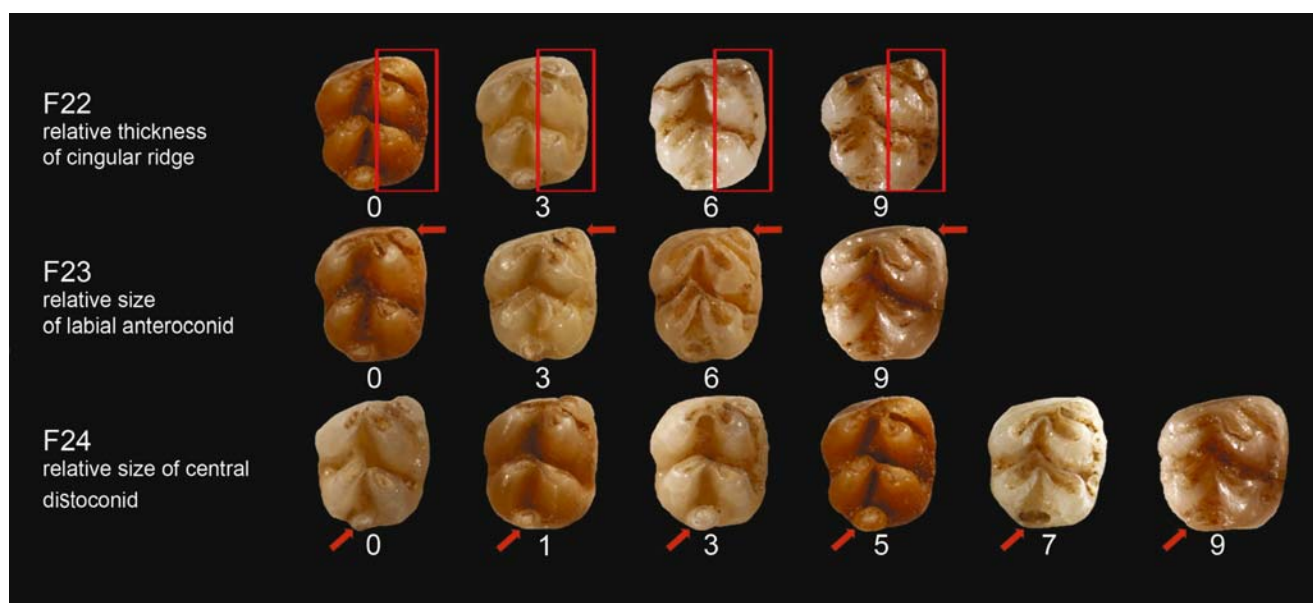 F22
relative thickness
of cingular ridge
0 3 6 9
F23
relative size
of labial anteroconid
0 3 6 9
F24
relative size of central
distoconid
0 1 3 5 7 9